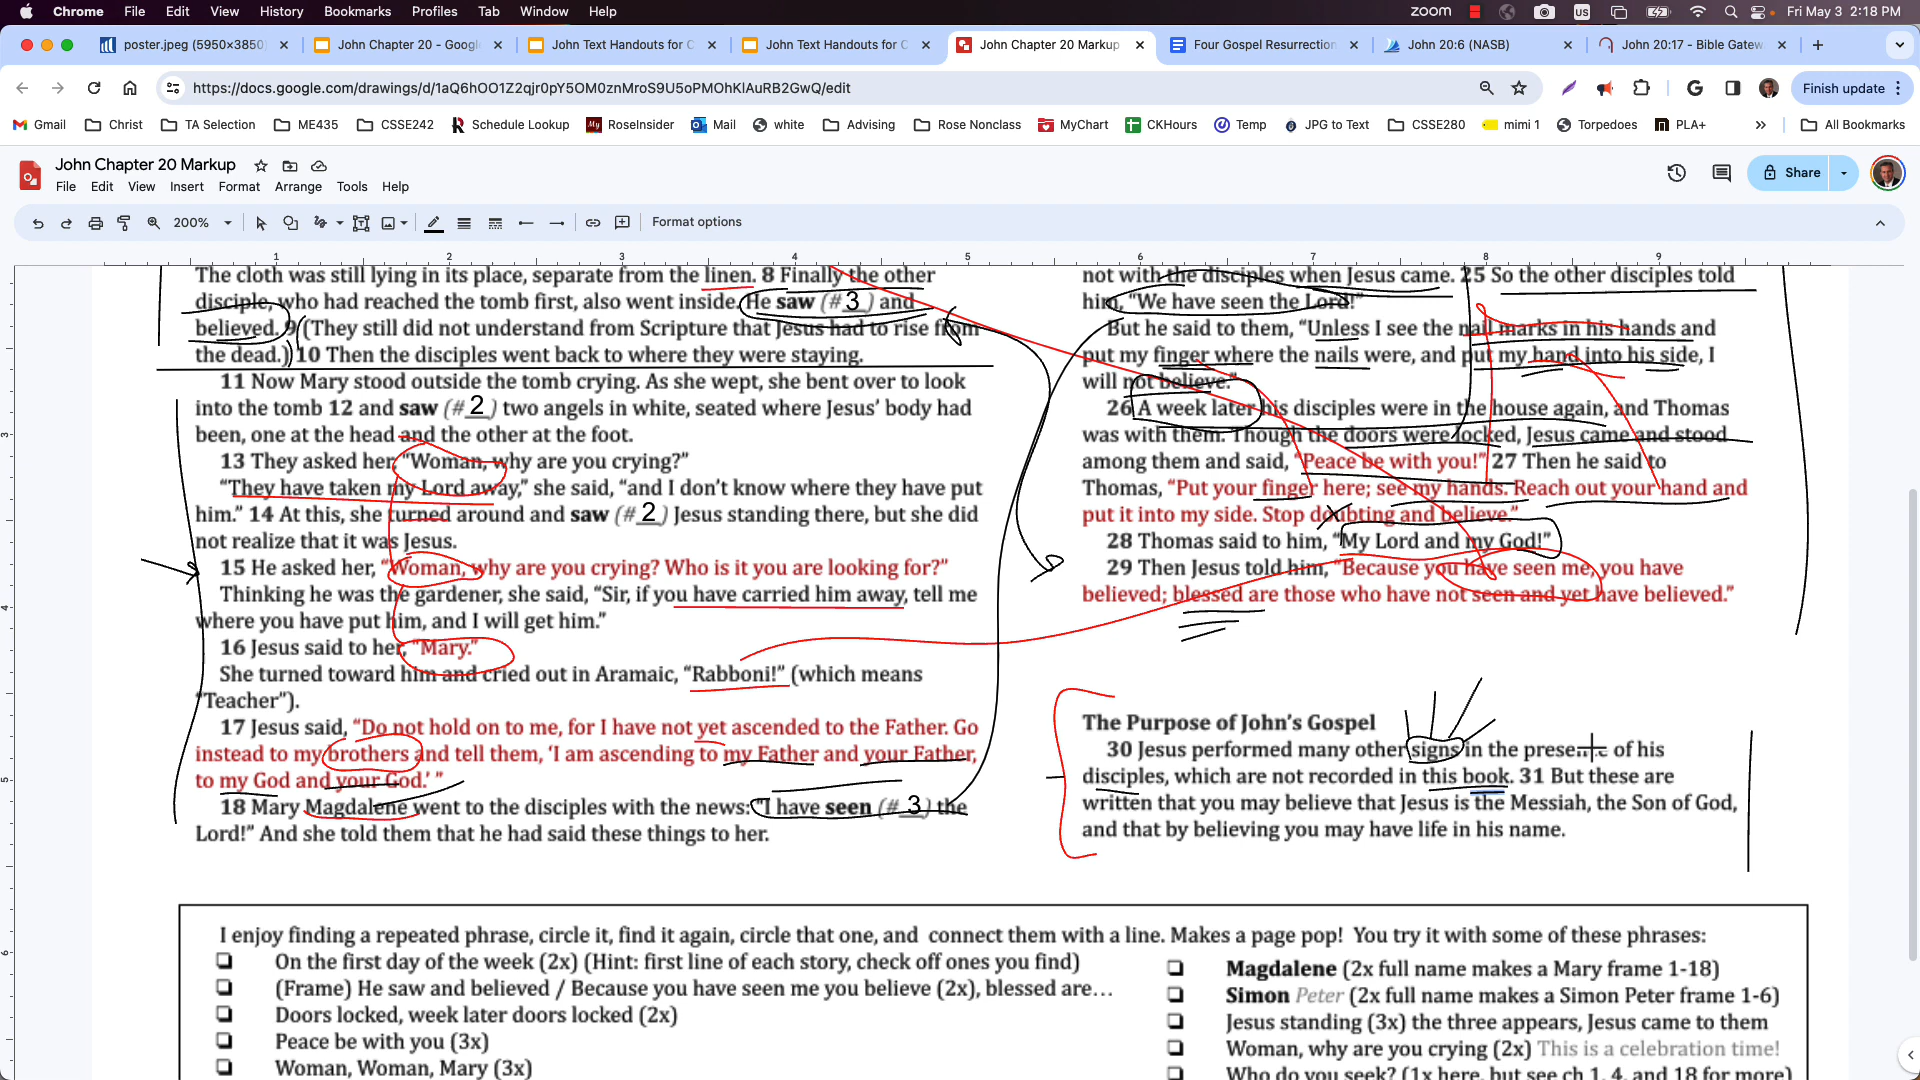 Chrome File Edit View History Bookmarks Profiles Tab Window Help
zoom US Fri May 3 2:18 PM
poster.jpeg (5950×3850)
John Chapter 20 - Google
John Text Handouts for C
John Text Handouts for C
John Chapter 20 Markup
Four Gospel Resurrection
John 20:6 (NASB)
John 20:17 - Bible Gatew
https://docs.google.com/drawings/d/1aQ6hOO1Z2qjr0pY5OM0znMroS9U5oPMOhKlAuRB2GwQ/edit
Finish update
Gmail Christ TA Selection ME435 CSSE242 Schedule Lookup RoseInsider Mail white Advising Rose Nonclass MyChart CKHours Temp JPG to Text CSSE280 mimi 1 Torpedoes PLA+ All Bookmarks
John Chapter 20 Markup
File Edit View Insert Format Arrange Tools Help
Share
200% Format options
1 2 3 4 5 6 7 8 9
The cloth was still lying in its place, separate from the linen. 8 Finally the other
disciple, who had reached the tomb first, also went inside. He saw (#_3_) and
believed. 9 (They still did not understand from Scripture that Jesus had to rise from
the dead.) 10 Then the disciples went back to where they were staying.
11 Now Mary stood outside the tomb crying. As she wept, she bent over to look
into the tomb 12 and saw (#_2_) two angels in white, seated where Jesus’ body had
been, one at the head and the other at the foot.
13 They asked her, “Woman, why are you crying?”
“They have taken my Lord away,” she said, “and I don’t know where they have put
him.” 14 At this, she turned around and saw (#_2_) Jesus standing there, but she did
not realize that it was Jesus.
15 He asked her, “Woman, why are you crying? Who is it you are looking for?”
Thinking he was the gardener, she said, “Sir, if you have carried him away, tell me
where you have put him, and I will get him.”
16 Jesus said to her, “Mary.”
She turned toward him and cried out in Aramaic, “Rabboni!” (which means
“Teacher”).
17 Jesus said, “Do not hold on to me, for I have not yet ascended to the Father. Go
instead to my brothers and tell them, ‘I am ascending to my Father and your Father,
to my God and your God.’ ”
18 Mary Magdalene went to the disciples with the news: “I have seen (#_3_) the
Lord!” And she told them that he had said these things to her.
not with the disciples when Jesus came. 25 So the other disciples told
him, “We have seen the Lord!”
But he said to them, “Unless I see the nail marks in his hands and
put my finger where the nails were, and put my hand into his side, I
will not believe.”
26 A week later his disciples were in the house again, and Thomas
was with them. Though the doors were locked, Jesus came and stood
among them and said, “Peace be with you!” 27 Then he said to
Thomas, “Put your finger here; see my hands. Reach out your hand and
put it into my side. Stop doubting and believe.”
28 Thomas said to him, “My Lord and my God!”
29 Then Jesus told him, “Because you have seen me, you have
believed; blessed are those who have not seen and yet have believed.”
The Purpose of John’s Gospel
30 Jesus performed many other signs in the presence of his
disciples, which are not recorded in this book. 31 But these are
written that you may believe that Jesus is the Messiah, the Son of God,
and that by believing you may have life in his name.
I enjoy finding a repeated phrase, circle it, find it again, circle that one, and connect them with a line. Makes a page pop! You try it with some of these phrases:
On the first day of the week (2x) (Hint: first line of each story, check off ones you find)
(Frame) He saw and believed / Because you have seen me you believe (2x), blessed are…
Doors locked, week later doors locked (2x)
Peace be with you (3x)
Woman, Woman, Mary (3x)
Magdalene (2x full name makes a Mary frame 1-18)
Simon Peter (2x full name makes a Simon Peter frame 1-6)
Jesus standing (3x) the three appears, Jesus came to them
Woman, why are you crying (2x) This is a celebration time!
Who do you seek? (1x here, but see ch 1, 4, and 18 for more)